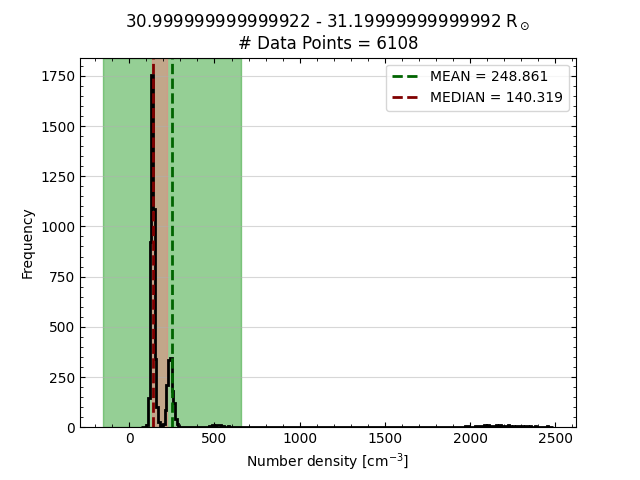 30.999999999999922 - 31.19999999999992 R⊙
# Data Points = 6108
MEAN = 248.861
MEDIAN = 140.319
Frequency
1750
1500
1250
1000
750
500
250
0
0 500 1000 1500 2000 2500
Number density [cm⁻³]